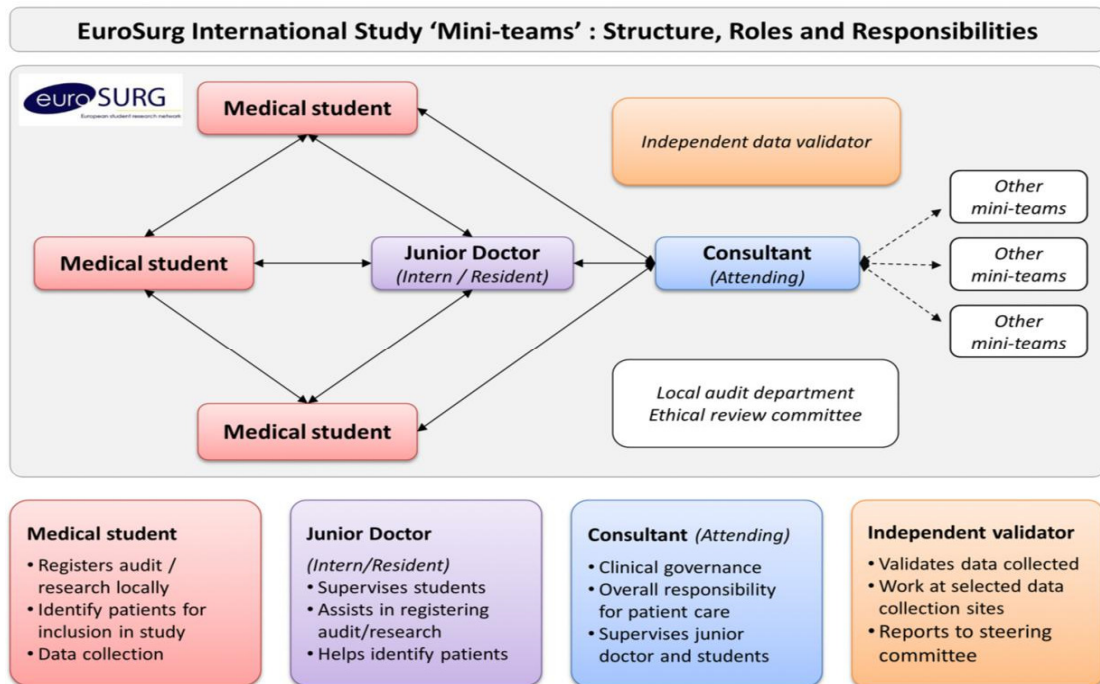 EuroSurg International Study ‘Mini-teams’ : Structure, Roles and Responsibilities
euroSURG
European student research network
Medical student
Independent data validator
Other
mini-teams
Medical student
Junior Doctor
(Intern / Resident)
Consultant
(Attending)
Other
mini-teams
Other
mini-teams
Local audit department
Ethical review committee
Medical student
Medical student
• Registers audit /
research locally
• Identify patients for
inclusion in study
• Data collection
Junior Doctor
(Intern/Resident)
• Supervises students
• Assists in registering
audit/research
• Helps identify patients
Consultant (Attending)
• Clinical governance
• Overall responsibility
for patient care
• Supervises junior
doctor and students
Independent validator
• Validates data collected
• Work at selected data
collection sites
• Reports to steering
committee